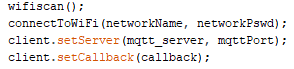 wifiscan();
connectToWiFi(networkName, networkPswd);
client.setServer(mqtt_server, mqttPort);
client.setCallback(callback);